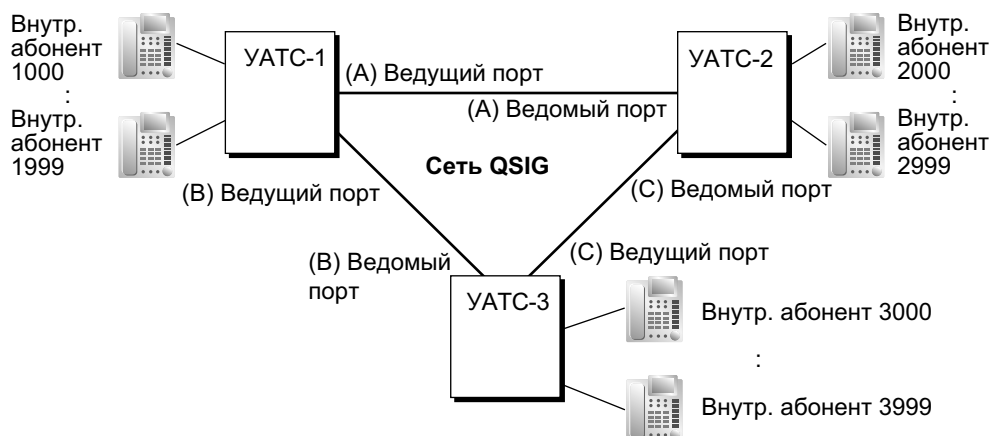 Внутр.
абонент
1000
:
Внутр.
абонент
1999
УАТС-1
(A) Ведущий порт
(A) Ведомый порт
УАТС-2
Внутр.
абонент
2000
:
Внутр.
абонент
2999
Сеть QSIG
(B) Ведущий порт
(C) Ведомый порт
(B) Ведомый
порт
(C) Ведущий порт
УАТС-3
Внутр. абонент 3000
:
Внутр. абонент 3999